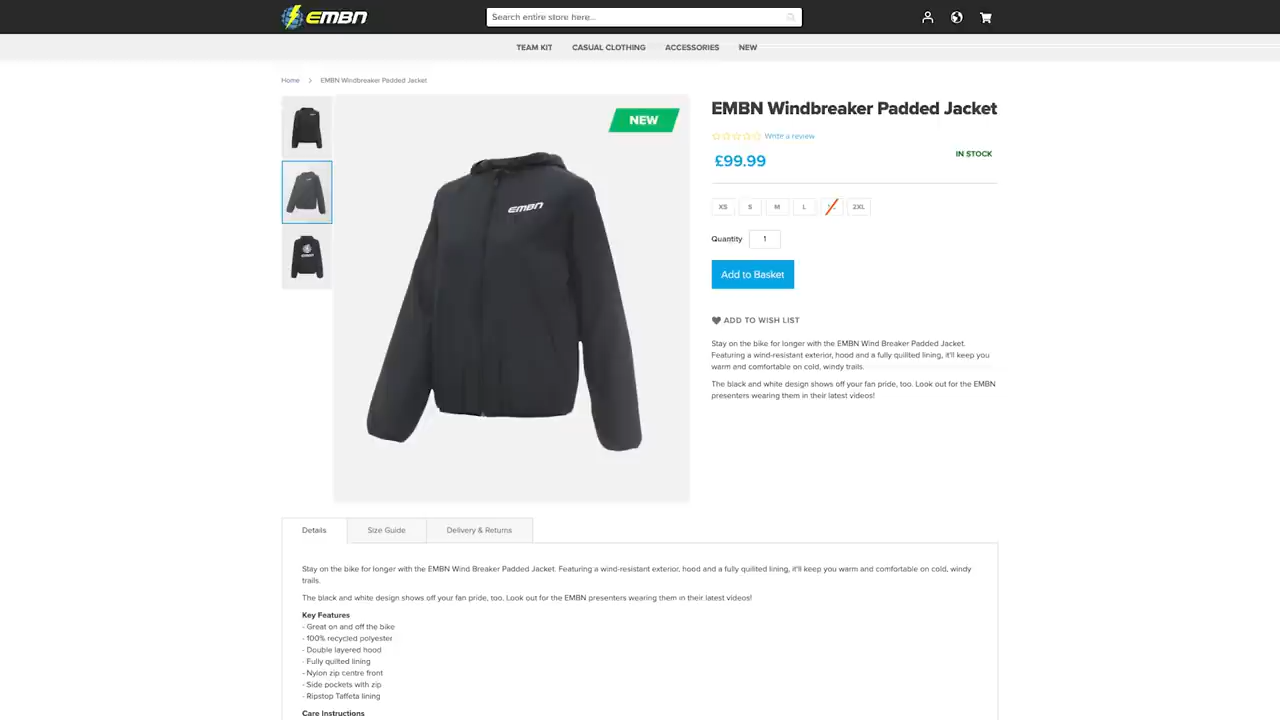 EMBN
Search entire store here...
TEAM KIT CASUAL CLOTHING ACCESSORIES NEW
Home > EMBN Windbreaker Padded Jacket
NEW
EMBN
EMBN Windbreaker Padded Jacket
Write a review
£99.99
IN STOCK
XS S M L 2XL
Quantity 1
Add to Basket
ADD TO WISH LIST
Stay on the bike for longer with the EMBN Wind Breaker Padded Jacket.
Featuring a wind-resistant exterior, hood and a fully quilited lining, it'll keep you
warm and comfortable on cold, windy trails.
The black and white design shows off your fan pride, too. Look out for the EMBN
presenters wearing them in their latest videos!
Details Size Guide Delivery & Returns
Stay on the bike for longer with the EMBN Wind Breaker Padded Jacket. Featuring a wind-resistant exterior, hood and a fully quilited lining, it'll keep you warm and comfortable on cold, windy
trails.
The black and white design shows off your fan pride, too. Look out for the EMBN presenters wearing them in their latest videos!
Key Features
- Great on and off the bike
- 100% recycled polyester
- Double layered hood
- Fully quilted lining
- Nylon zip centre front
- Side pockets with zip
- Ripstop Taffeta lining
Care Instructions